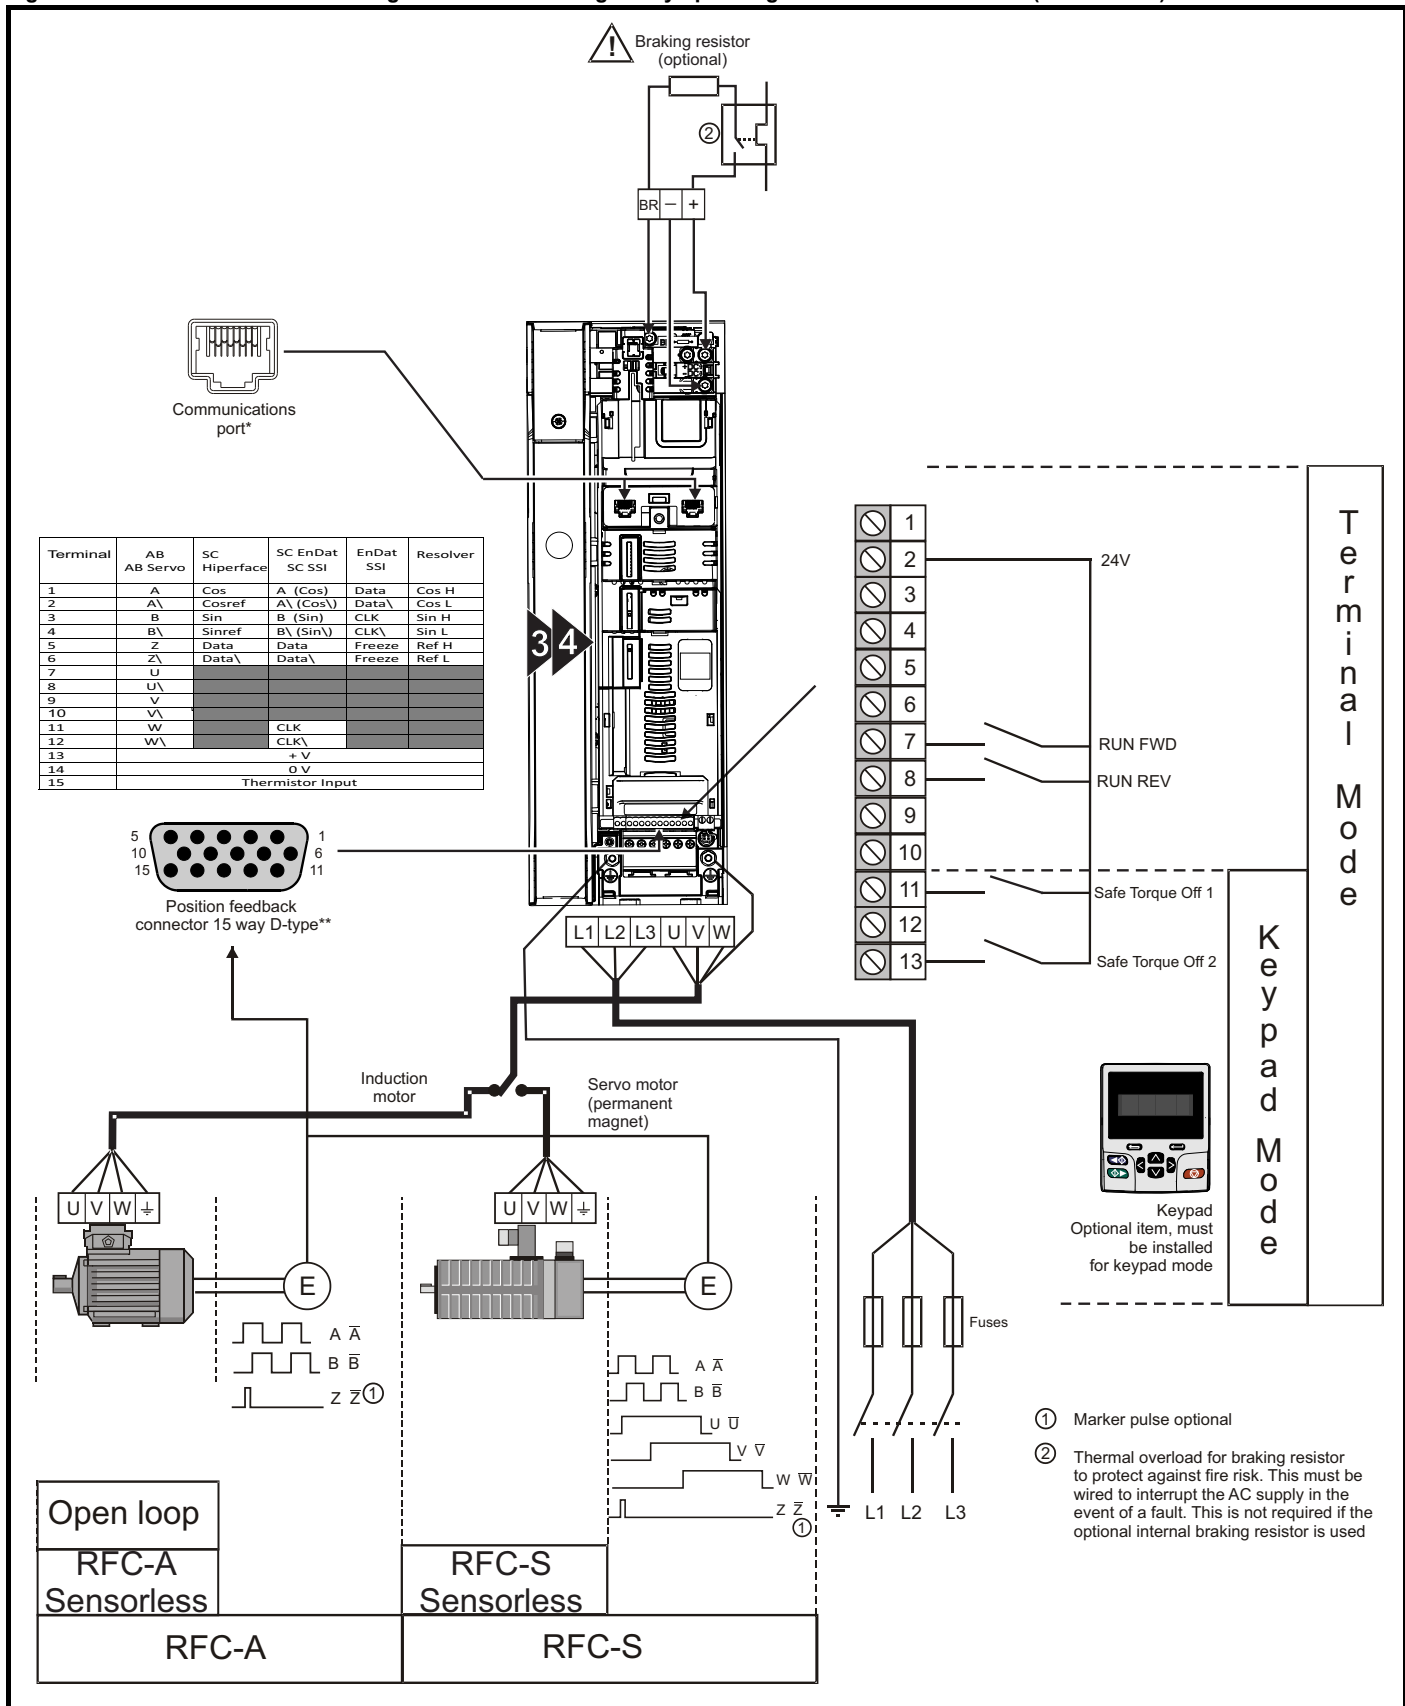 Braking resistor
(optional)
2
BR − +
Communications
port*
Terminal AB AB Servo SC Hiperface SC EnDat SC SSI EnDat SSI Resolver
1 A Cos A (Cos) Data Cos H
2 A\ Cosref A\ (Cos\) Data\ Cos L
3 B Sin B (Sin) CLK Sin H
4 B\ Sinref B\ (Sin\) CLK\ Sin L
5 Z Data Data Freeze Ref H
6 Z\ Data\ Data\ Freeze Ref L
7 U
8 U\
9 V
10 V\
11 W CLK
12 W\ CLK\
13 + V
14 0 V
15 Thermistor Input
3 4
5 1
10 6
15 11
Position feedback
connector 15 way D-type**
L1 L2 L3 U V W
1
2 24V
3
4
5
6
7 RUN FWD
8 RUN REV
9
10
11 Safe Torque Off 1
12
13 Safe Torque Off 2
Terminal Mode
Keypad Mode
Keypad
Optional item, must
be installed
for keypad mode
Induction
motor
Servo motor
(permanent
magnet)
U V W
U V W
E
E
A A̅
B B̅
Z Z̅ 1
A A̅
B B̅
U U̅
V V̅
W W̅
Z Z̅
1
Fuses
L1 L2 L3
1 Marker pulse optional
2 Thermal overload for braking resistor
to protect against fire risk. This must be
wired to interrupt the AC supply in the
event of a fault. This is not required if the
optional internal braking resistor is used
Open loop
RFC-A
Sensorless
RFC-A
RFC-S
Sensorless
RFC-S